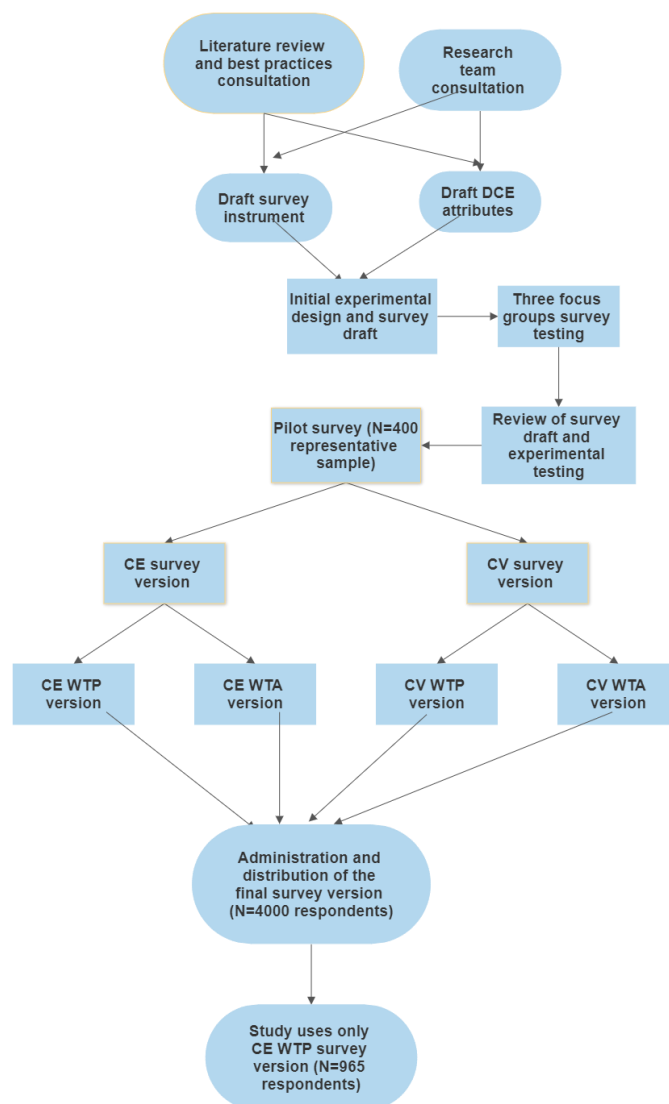 Literature review
and best practices
consultation
Research
team
consultation
Draft survey
instrument
Draft DCE
attributes
Initial experimental
design and survey
draft
Three focus
groups survey
testing
Review of survey
draft and
experimental
testing
Pilot survey (N=400
representative
sample)
CE survey
version
CV survey
version
CE WTP
version
CE WTA
version
CV WTP
version
CV WTA
version
Administration and
distribution of the
final survey version
(N=4000 respondents)
Study uses only
CE WTP survey
version (N=965
respondents)